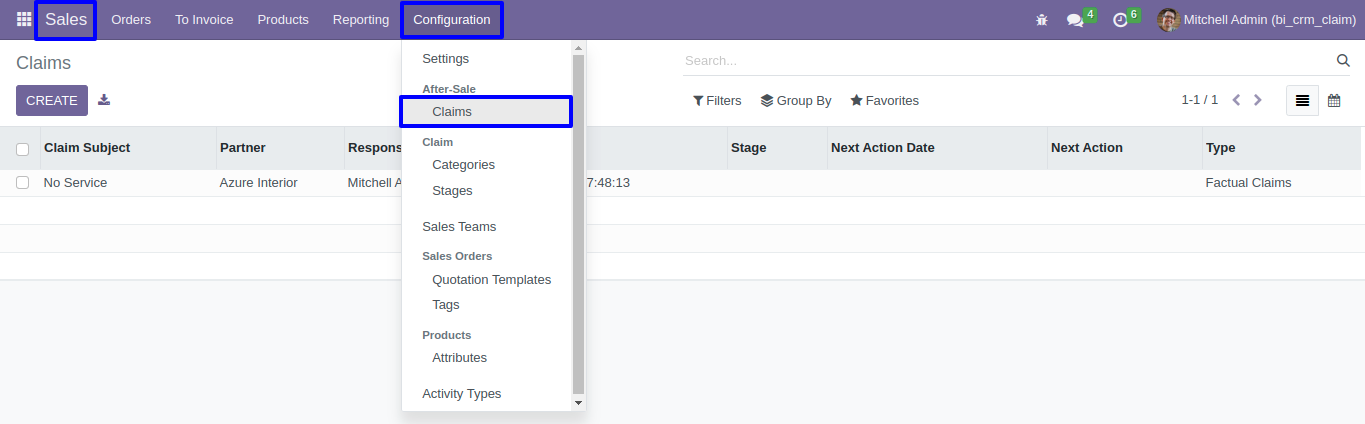 Sales Orders To Invoice Products Reporting Configuration 4 6 Mitchell Admin (bi_crm_claim)
Claims
Search...
CREATE
Filters Group By Favorites 1-1 / 1
Settings
After-Sale
Claims
Claim
Categories
Stages
Sales Teams
Sales Orders
Quotation Templates
Tags
Products
Attributes
Activity Types
Claim Subject Partner Respons Stage Next Action Date Next Action Type
No Service Azure Interior Mitchell A 7:48:13 Factual Claims